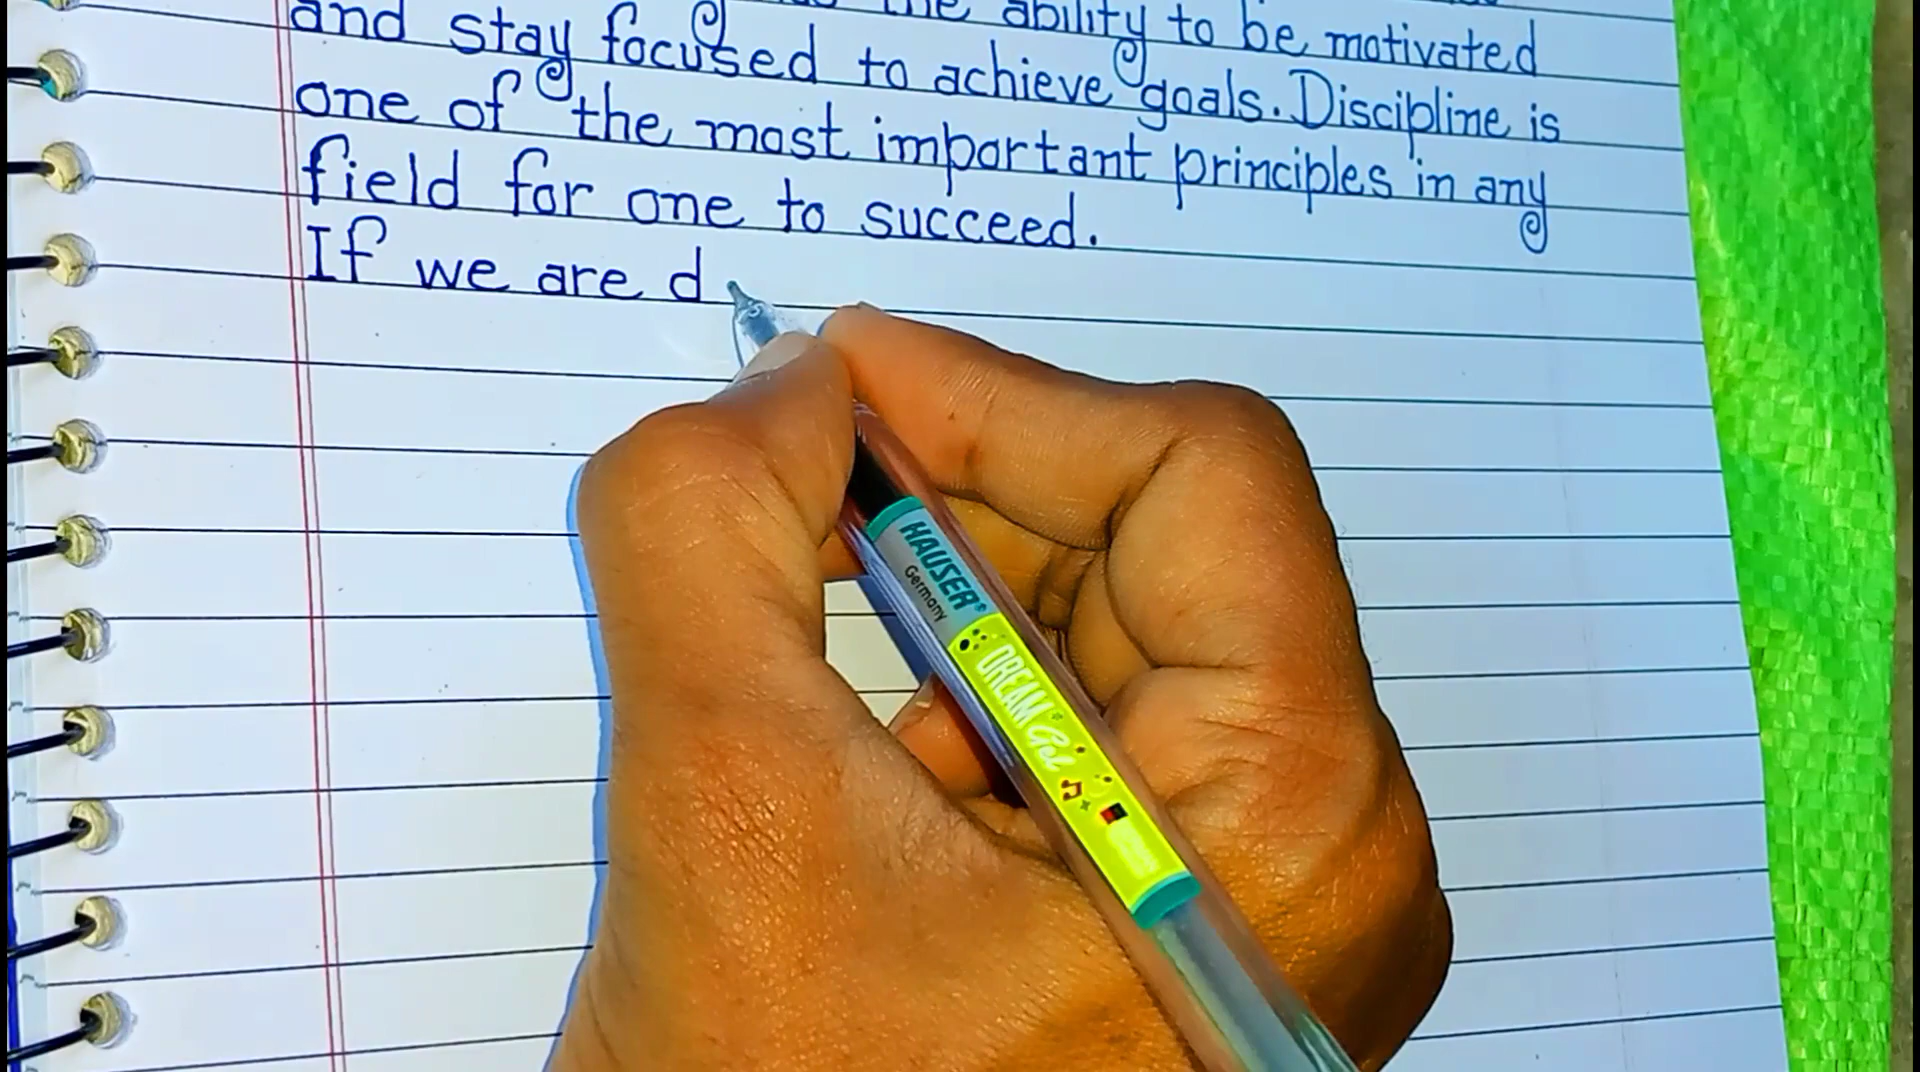 the ability to be motivated
and stay focused to achieve goals. Discipline is
one of the most important principles in any
field for one to succeed.
If we are d
HAUSER®
Germany
DREAM Gel